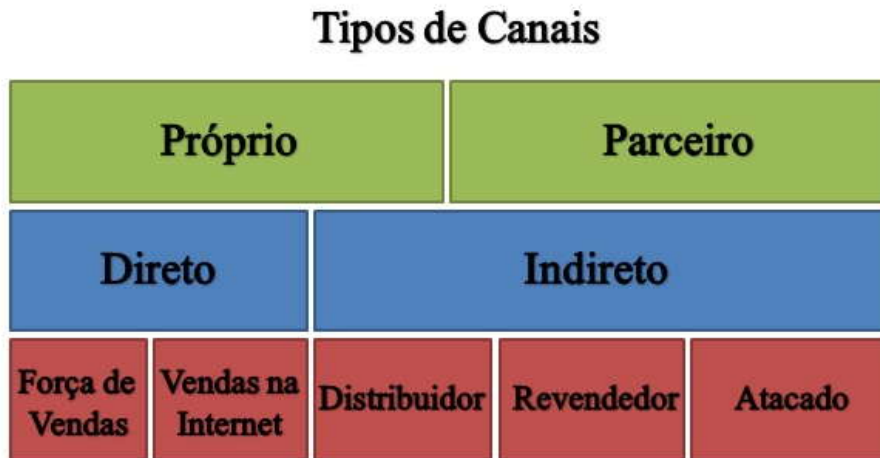 Tipos de Canais
Próprio
Parceiro
Direto
Indireto
Força de
Vendas
Vendas na
Internet
Distribuidor
Revendedor
Atacado